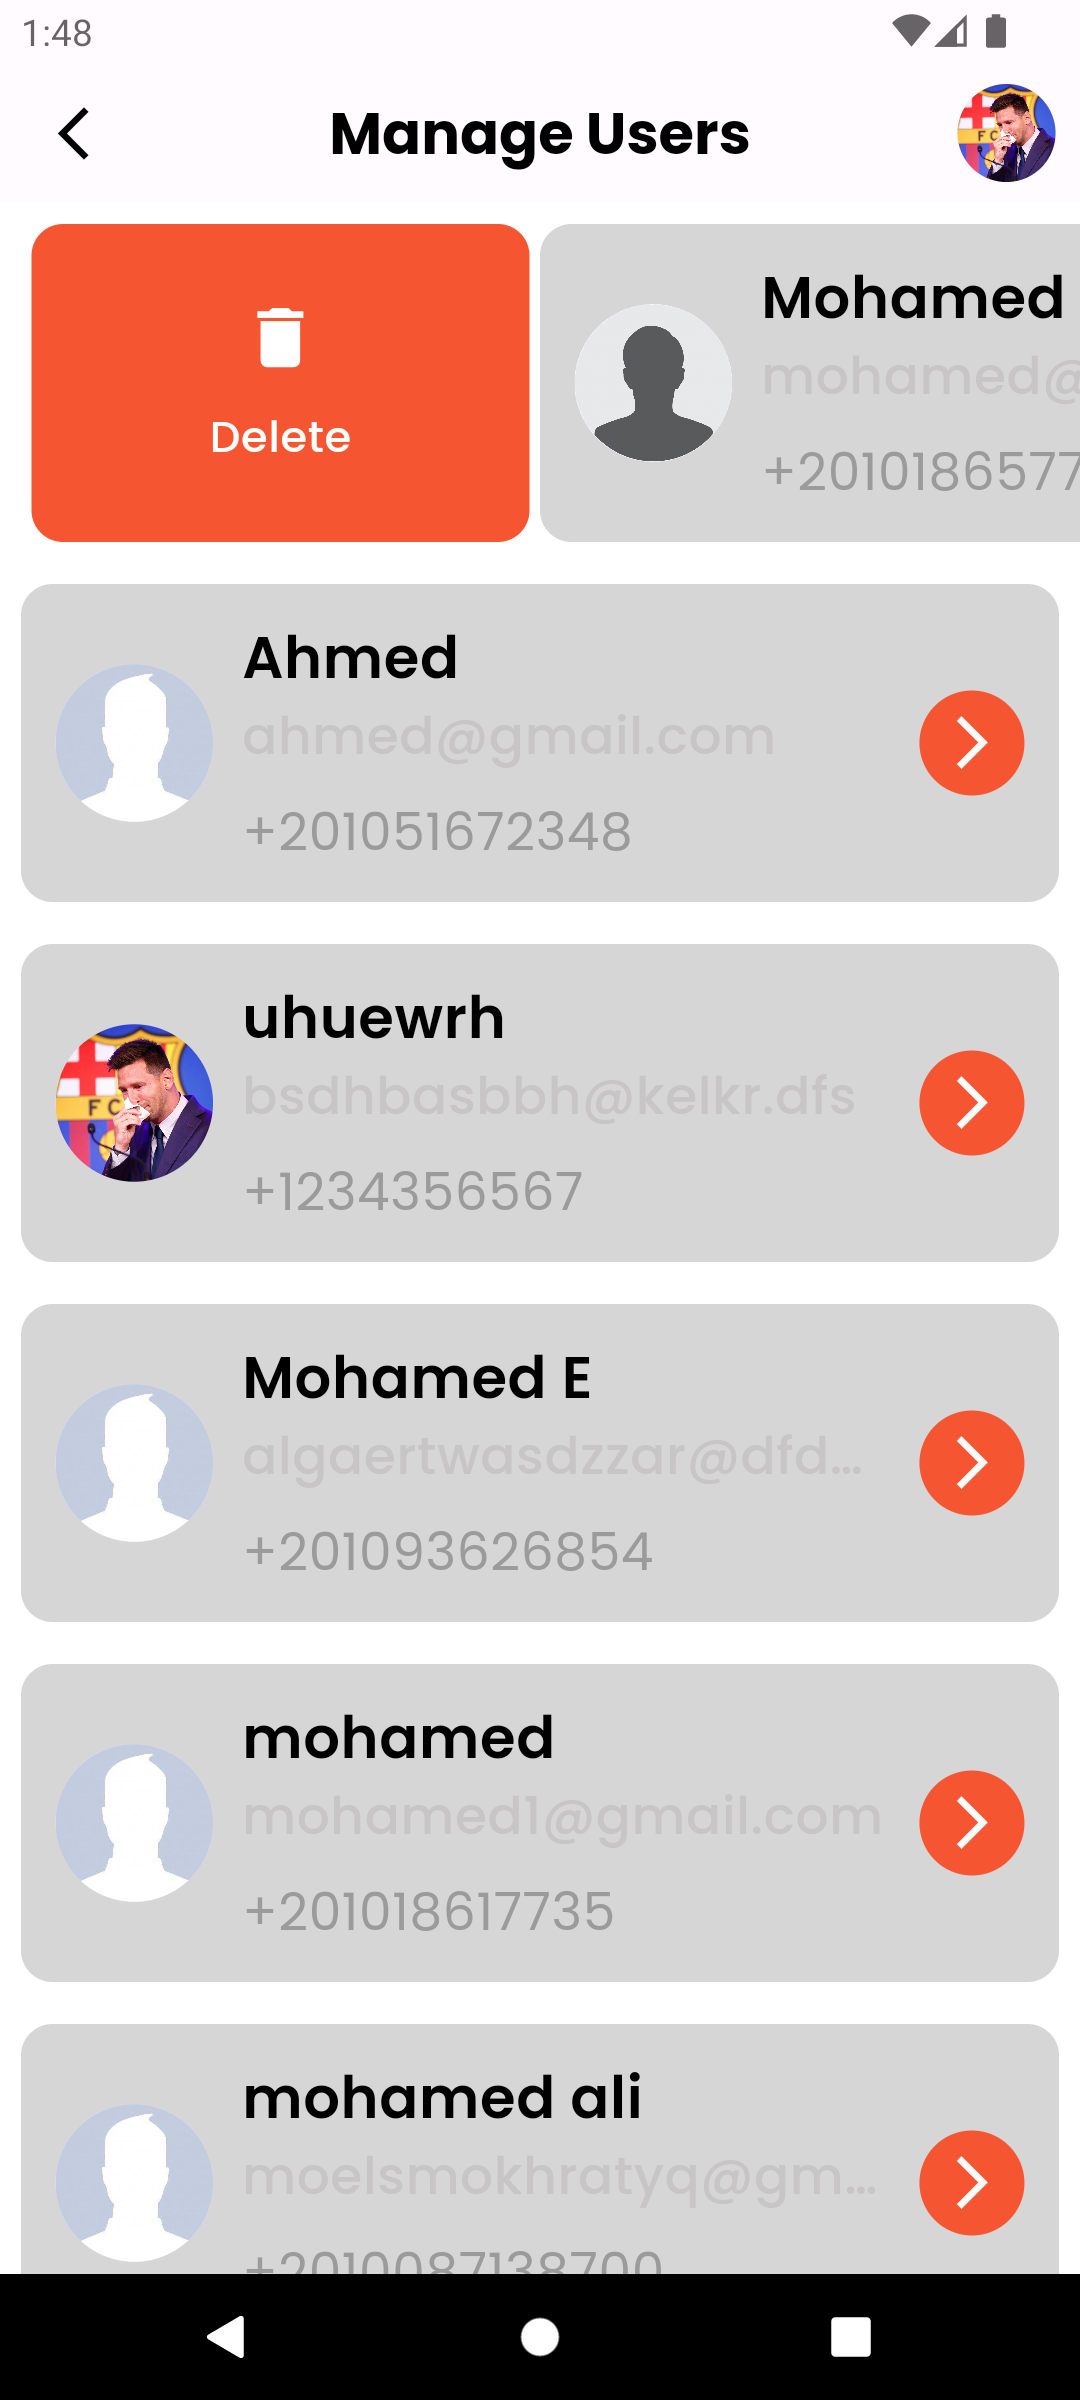 1:48
Manage Users
Delete
Mohamed
mohamed@
+2010186577
Ahmed
ahmed@gmail.com
+201051672348
uhuewrh
bsdhbasbbh@kelkr.dfs
+1234356567
Mohamed E
algaertwasdzzar@dfd...
+201093626854
mohamed
mohamed1@gmail.com
+201018617735
mohamed ali
moelsmokhratyq@gm...
+2010087138700